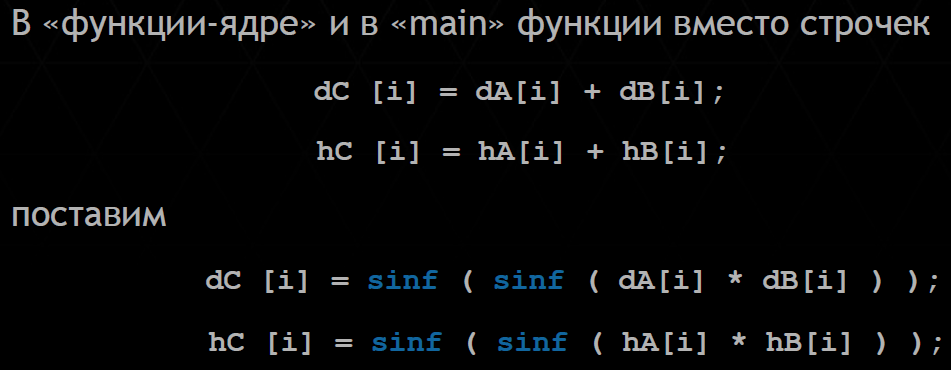 В «функции-ядре» и в «main» функции вместо строчек
dC [i] = dA[i] + dB[i];
hC [i] = hA[i] + hB[i];
поставим
dC [i] = sinf ( sinf ( dA[i] * dB[i] ) );
hC [i] = sinf ( sinf ( hA[i] * hB[i] ) );